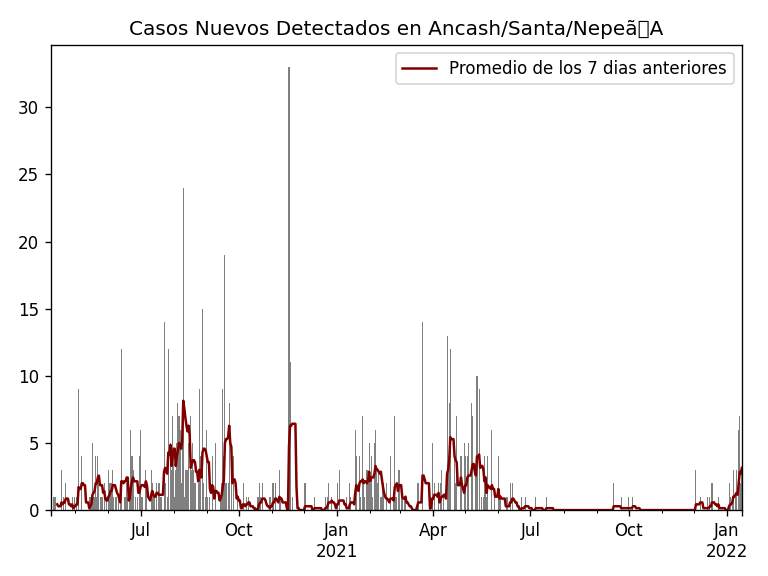 Casos Nuevos Detectados en Ancash/Santa/Nepeã▯A
Promedio de los 7 dias anteriores
30
25
20
15
10
5
0
Jul Oct Jan Apr Jul Oct Jan
2021 2022